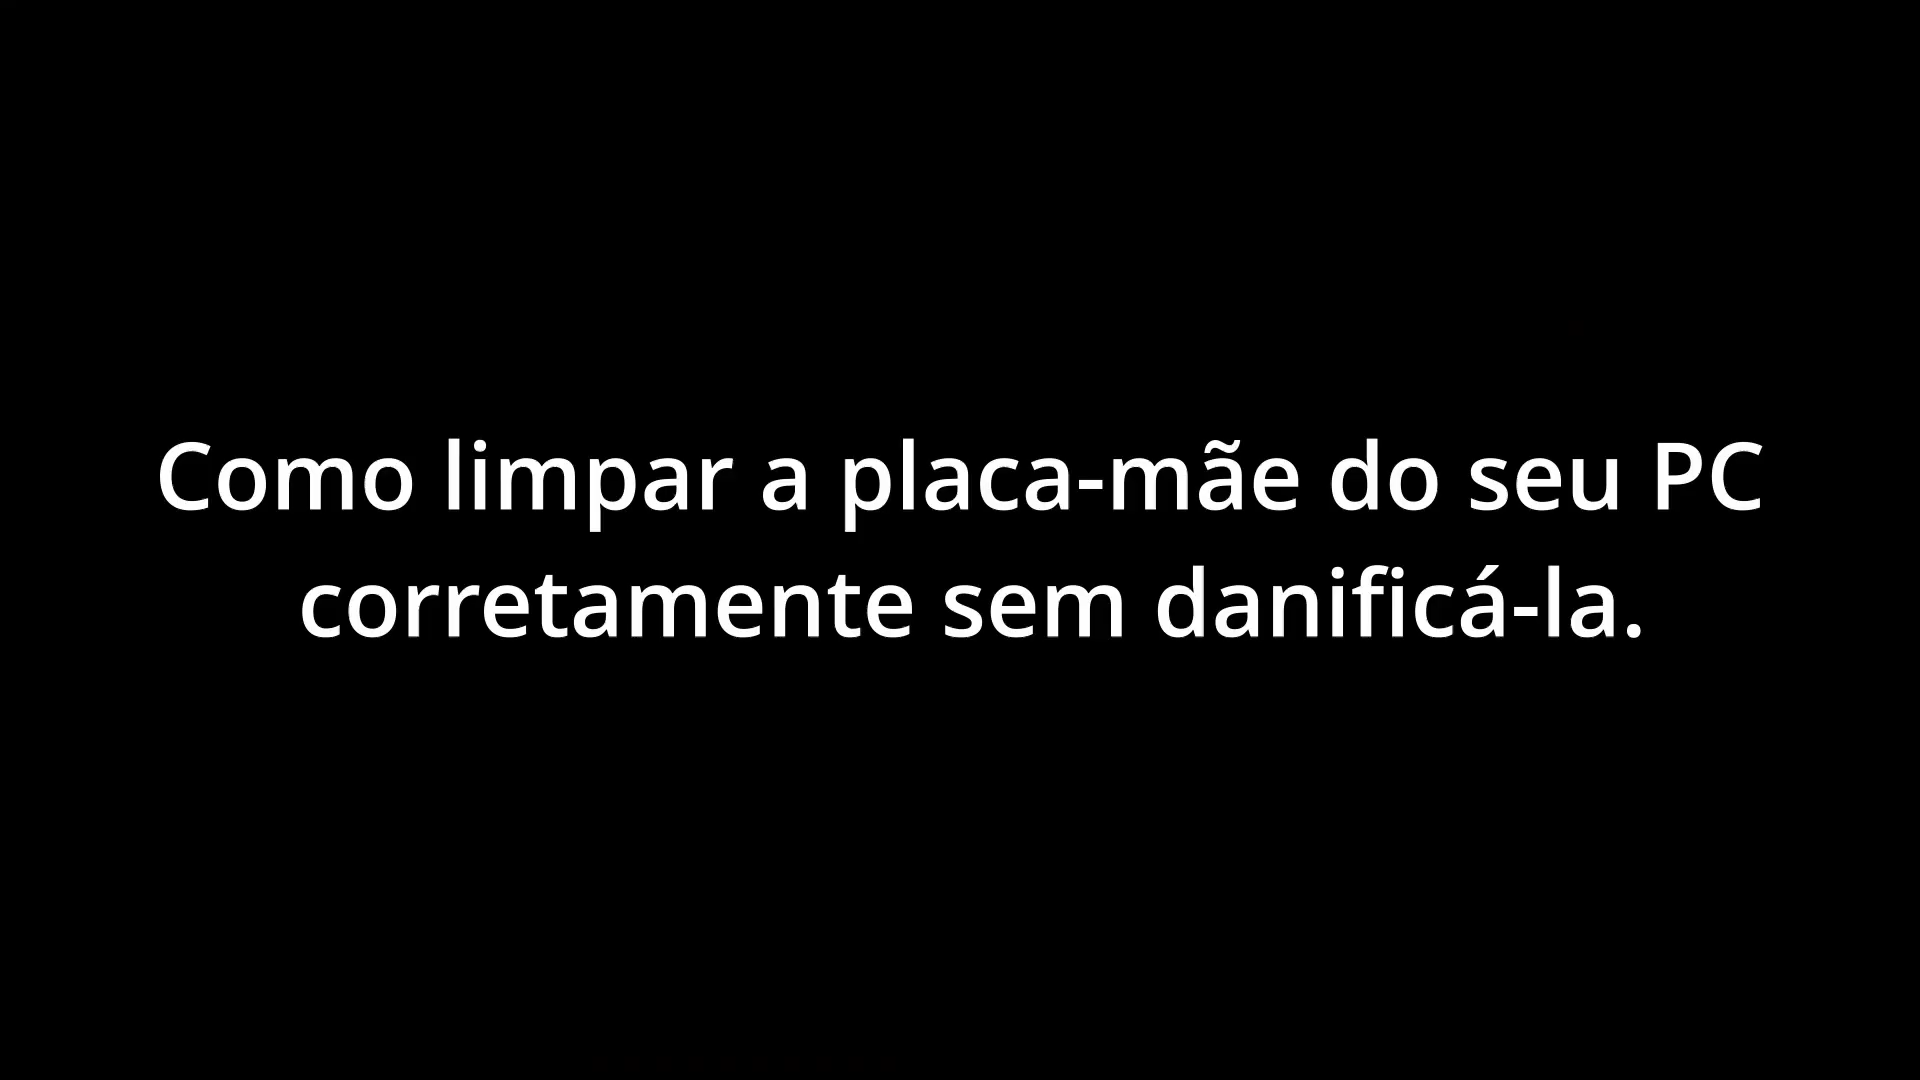 Como limpar a placa-mãe do seu PC
corretamente sem danificá-la.